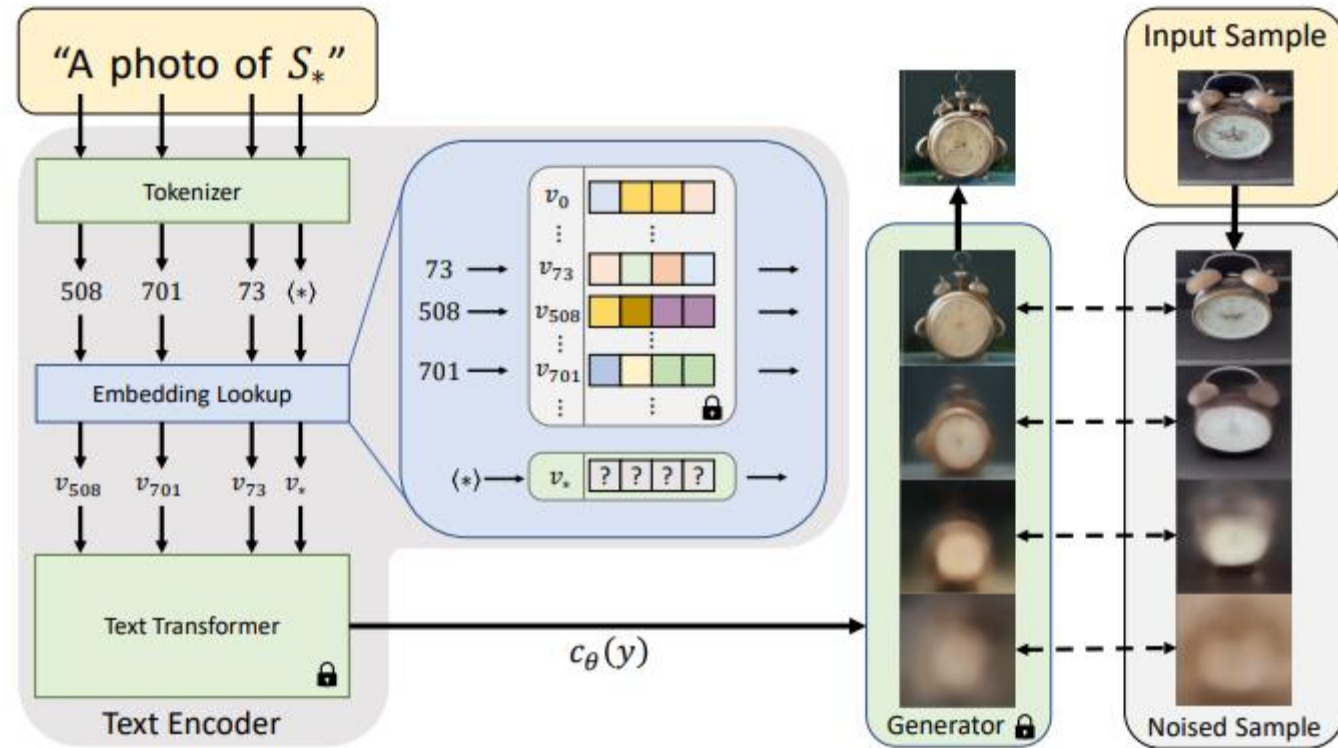 “A photo of S*”
Tokenizer
508 701 73 ⟨*⟩
Embedding Lookup
v508 v701 v73 v*
Text Transformer
Text Encoder
v0
⋮ ⋮
73 v73
508 v508
⋮ ⋮
701 v701
⋮ ⋮
⟨*⟩ v* ? ? ? ?
cθ(y)
Generator
Input Sample
Noised Sample